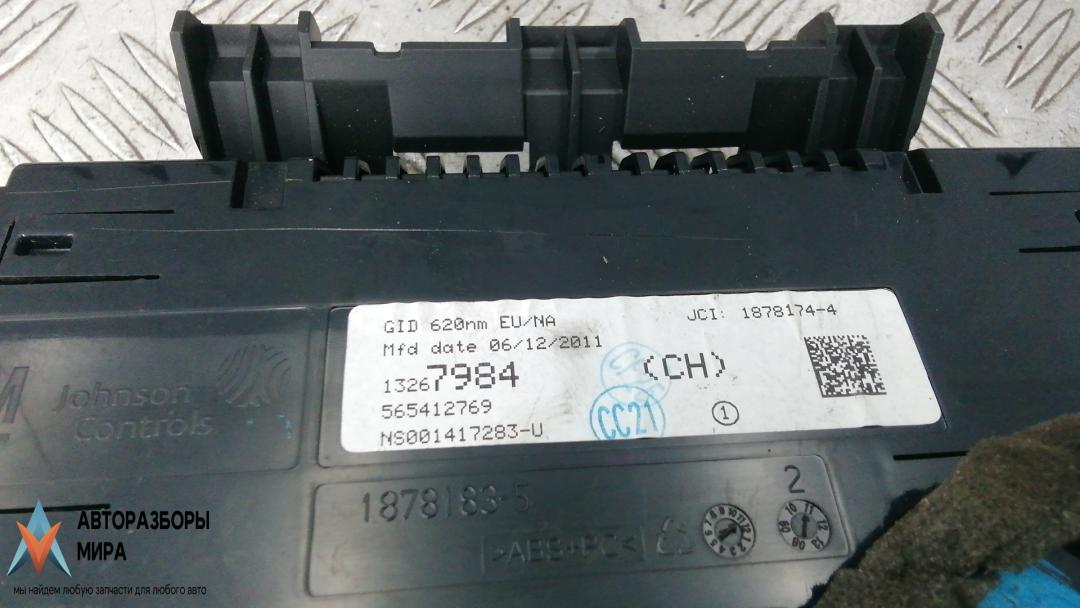 GID 620nm EU/NA
JCI: 1878174-4
Mfd date 06/12/2011
13267984
(CH)
565412769
CC21
1
NS001417283-U
Johnson
Controls
1878183-5
2
>ABS+PC<
АВТОРАЗБОРЫ
МИРА
мы найдем любую запчасти для любого авто